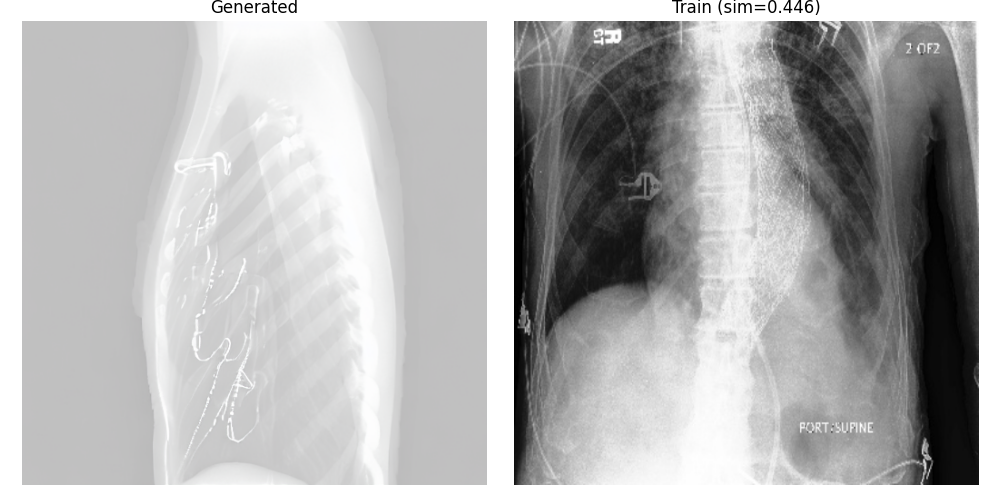 Generated
Train (sim=0.446)
R
2 OF2
PORT-SUPINE